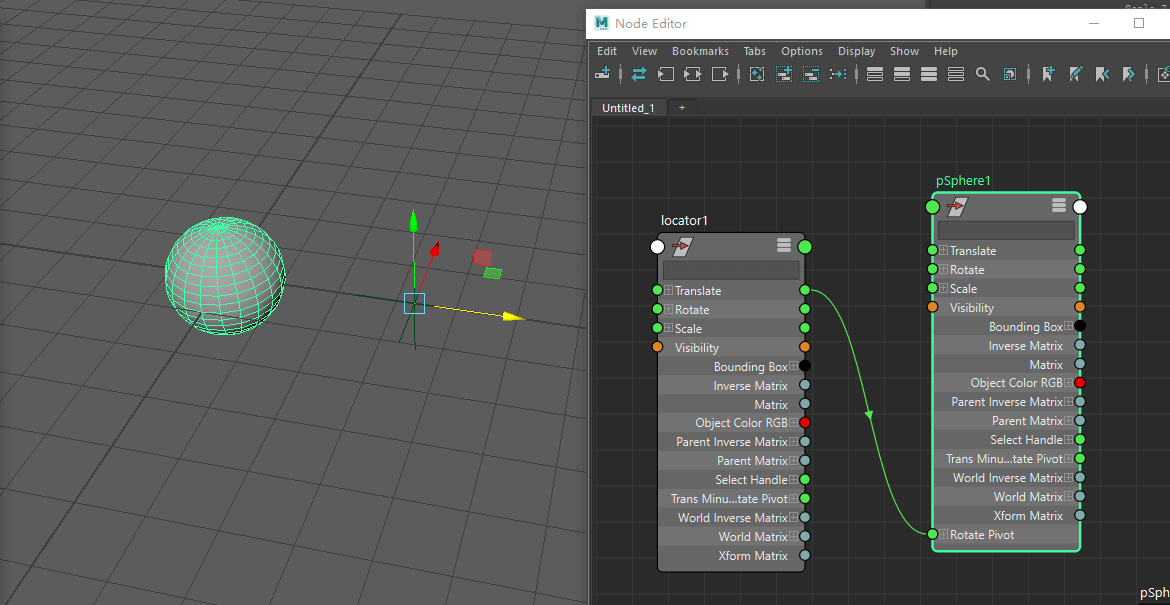 Node Editor
Edit View Bookmarks Tabs Options Display Show Help
Untitled_1 +
locator1
Translate
Rotate
Scale
Visibility
Bounding Box
Inverse Matrix
Matrix
Object Color RGB
Parent Inverse Matrix
Parent Matrix
Select Handle
Trans Minu...tate Pivot
World Inverse Matrix
World Matrix
Xform Matrix
pSphere1
Translate
Rotate
Scale
Visibility
Bounding Box
Inverse Matrix
Matrix
Object Color RGB
Parent Inverse Matrix
Parent Matrix
Select Handle
Trans Minu...tate Pivot
World Inverse Matrix
World Matrix
Xform Matrix
Rotate Pivot
pSph